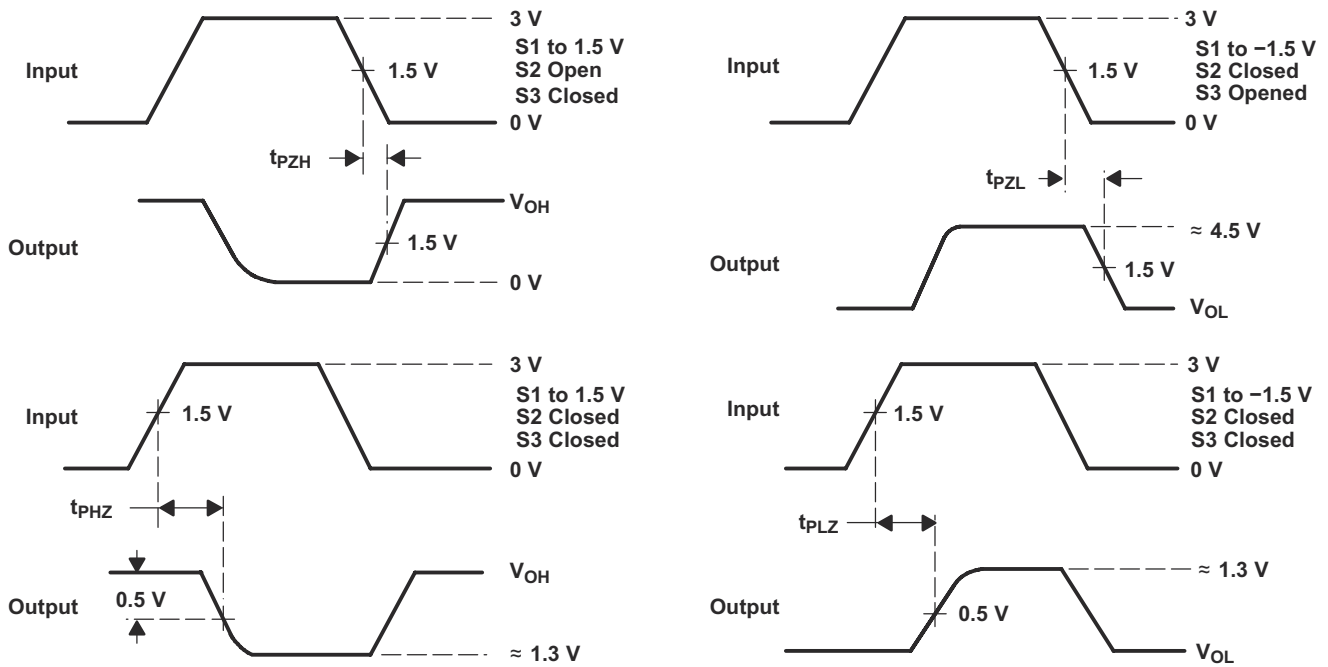 3 V
S1 to 1.5 V
S2 Open
S3 Closed
0 V
Input
1.5 V
tPZH
VOH
Output
1.5 V
0 V
3 V
S1 to −1.5 V
S2 Closed
S3 Opened
0 V
Input
1.5 V
tPZL
≈ 4.5 V
Output
1.5 V
VOL
3 V
S1 to 1.5 V
S2 Closed
S3 Closed
0 V
Input
1.5 V
tPHZ
VOH
0.5 V
Output
≈ 1.3 V
3 V
S1 to −1.5 V
S2 Closed
S3 Closed
0 V
Input
1.5 V
tPLZ
≈ 1.3 V
Output
0.5 V
VOL